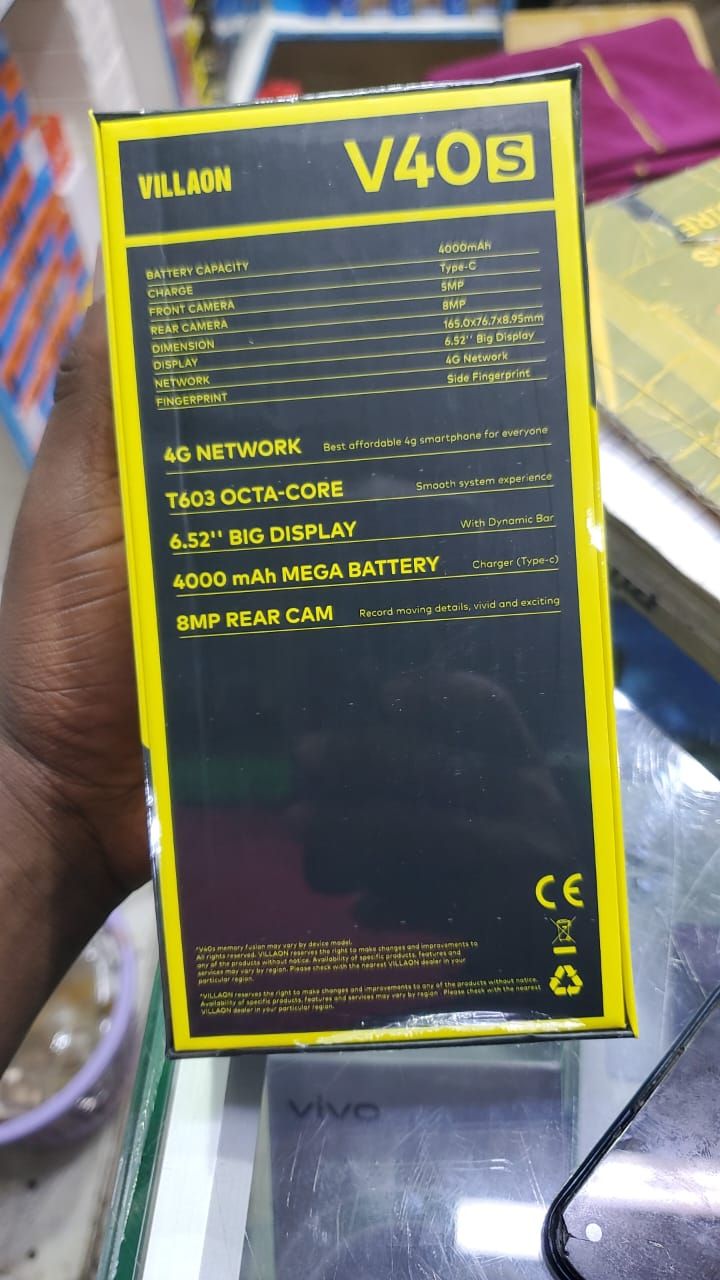 VILLAON V40S
BATTERY CAPACITY 4000mAh
CHARGE Type-C
FRONT CAMERA 5MP
REAR CAMERA 8MP
DIMENSION 165.0x76.7x8.95mm
DISPLAY 6.52'' Big Display
NETWORK 4G Network
FINGERPRINT Side Fingerprint
4G NETWORK Best affordable 4g smartphone for everyone
T603 OCTA-CORE Smooth system experience
6.52'' BIG DISPLAY With Dynamic Bar
4000 mAh MEGA BATTERY Charger (Type-c)
8MP REAR CAM Record moving details, vivid and exciting
CE
*V40s memory fusion may vary by device model.
All rights reserved. VILLAON reserves the right to make changes and improvements to
any of the products without notice. Availability of specific products, features and
services may vary by region. Please check with the nearest VILLAON dealer in your
particular region.
*VILLAON reserves the right to make changes and improvements to any of the products without notice.
Availability of specific products, features and services may vary by region. Please check with the nearest
VILLAON dealer in your particular region.
vivo